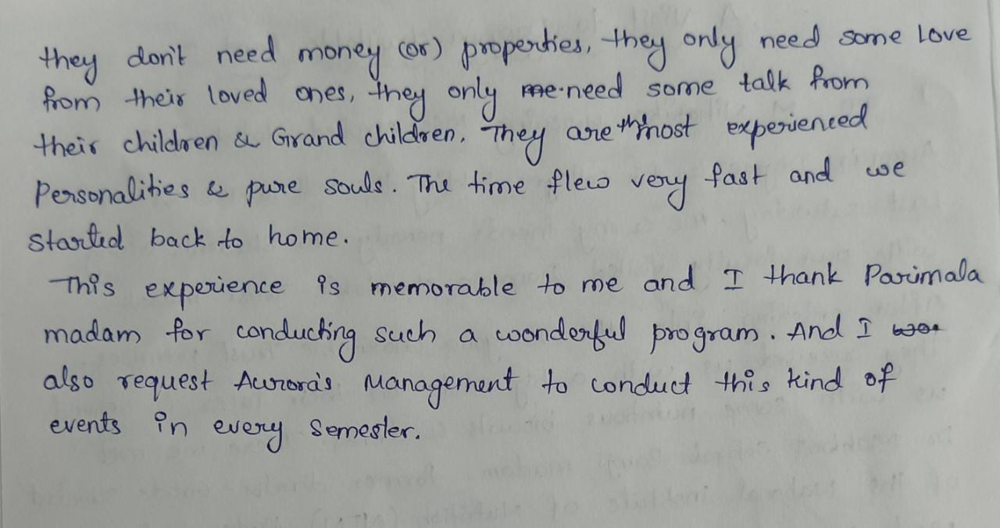 they don't need money (or) properties, they only need some Love
from their loved ones, they only need some talk from
their children & Grand children. They are the most experienced
Personalities & pure souls. The time flew very fast and we
started back to home.
This experience is memorable to me and I thank Parimala
madam for conducting such a wonderful program. And I
also request Aurora's Management to conduct this kind of
events in every Semester.